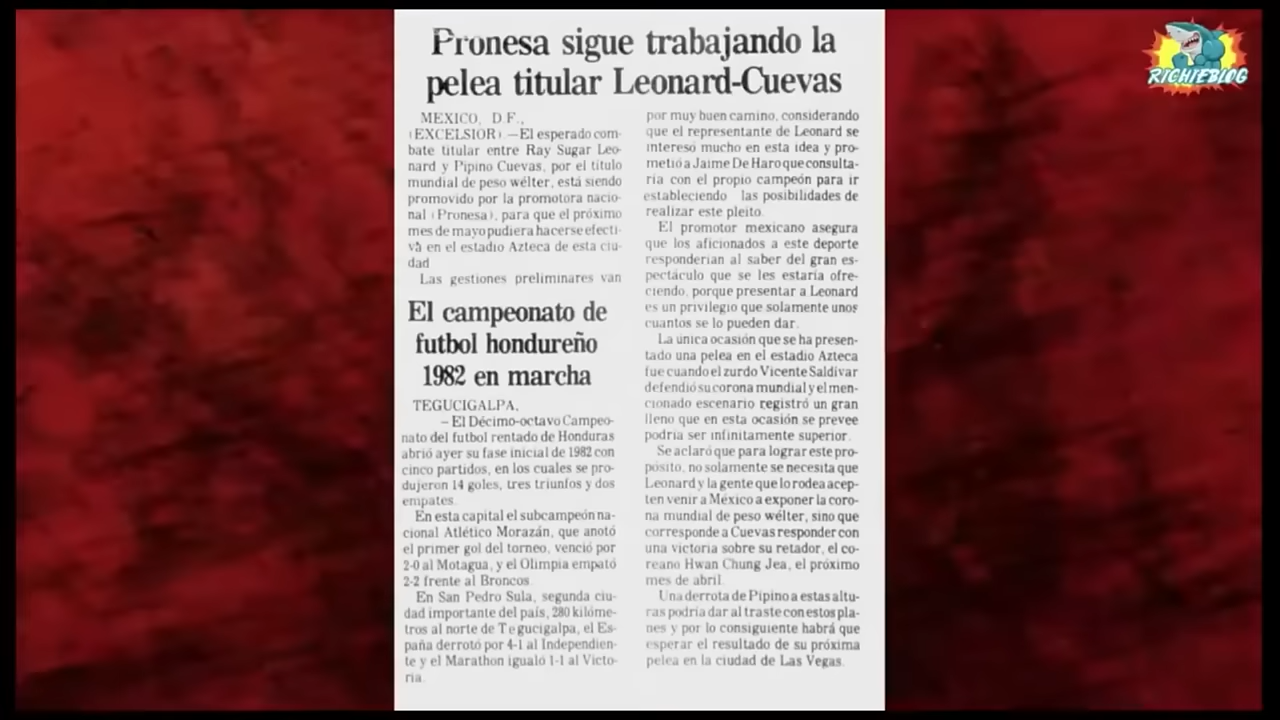 Pronesa sigue trabajando la
pelea titular Leonard-Cuevas
MEXICO, D.F.,
(EXCELSIOR).—El esperado com-
bate titular entre Ray Sugar Leo-
nard y Pipino Cuevas, por el título
mundial de peso wélter, está siendo
promovido por la promotora nacio-
nal (Pronesa), para que el próximo
mes de mayo pudiera hacerse efecti-
va en el estadio Azteca de esta ciu-
dad
Las gestiones preliminares van
por muy buen camino, considerando
que el representante de Leonard se
interesó mucho en esta idea y pro-
metió a Jaime De Haro que consulta-
ría con el propio campeón para ir
estableciendo las posibilidades de
realizar este pleito.
El promotor mexicano asegura
que los aficionados a este deporte
responderían al saber del gran es-
pectáculo que se les estaría ofre-
ciendo, porque presentar a Leonard
es un privilegio que solamente unos
cuantos se lo pueden dar.
La única ocasión que se ha presen-
tado una pelea en el estadio Azteca
fue cuando el zurdo Vicente Saldívar
defendió su corona mundial y el men-
cionado escenario registró un gran
lleno que en esta ocasión se prevee
podría ser infinitamente superior.
Se aclaró que para lograr este pro-
pósito, no solamente se necesita que
Leonard y la gente que lo rodea acep-
ten venir a México a exponer la coro-
na mundial de peso wélter, sino que
corresponde a Cuevas responder con
una victoria sobre su retador, el co-
reano Hwan Chung Jea, el próximo
mes de abril.
Una derrota de Pipino a estas altu-
ras podría dar al traste con estos pla-
nes y por lo consiguiente habrá que
esperar el resultado de su próxima
pelea en la ciudad de Las Vegas.
El campeonato de
futbol hondureño
1982 en marcha
TEGUCIGALPA,
—El Décimo-octavo Campeo-
nato del futbol rentado de Honduras
abrió ayer su fase inicial de 1982 con
cinco partidos, en los cuales se pro-
dujeron 14 goles, tres triunfos y dos
empates.
En esta capital el subcampeón na-
cional Atlético Morazán, que anotó
el primer gol del torneo, venció por
2-0 al Motagua, y el Olimpia empató
2-2 frente al Broncos.
En San Pedro Sula, segunda ciu-
dad importante del país, 280 kilóme-
tros al norte de Tegucigalpa, el Es-
paña derrotó por 4-1 al Independien-
te y el Marathon igualó 1-1 al Victo-
ria.
RICHIEBLOG